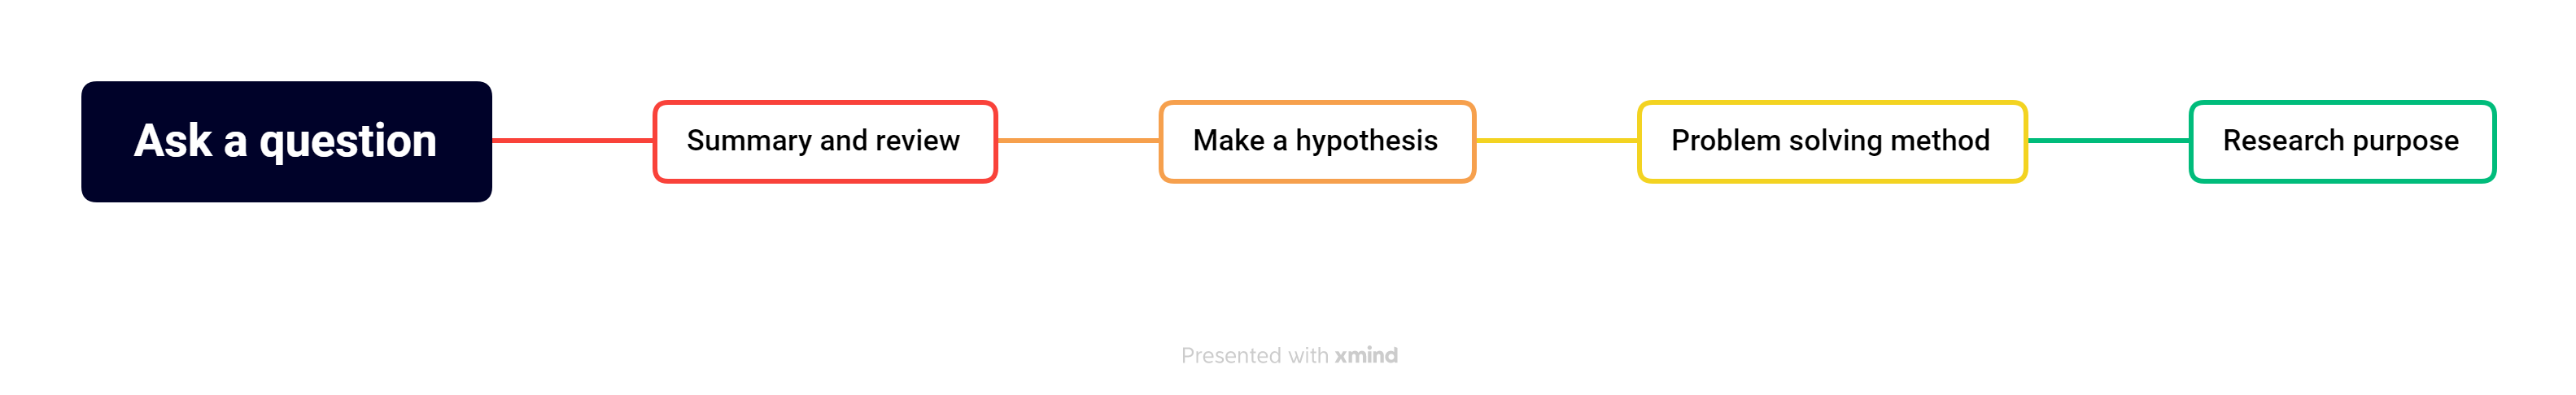 Ask a question
Summary and review
Make a hypothesis
Problem solving method
Research purpose
Presented with xmind